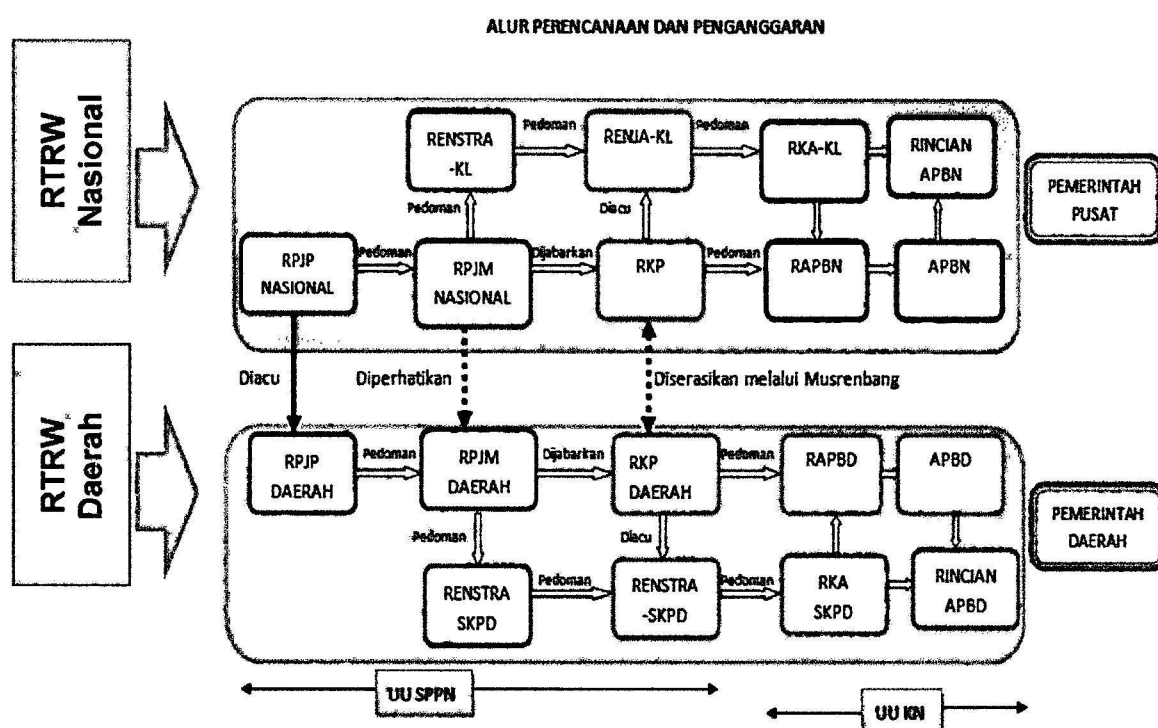 ALUR PERENCANAAN DAN PENGANGGARAN
RTRW
Nasional
RENSTRA
-KL
Pedoman
RENJA-KL
Pedoman
RKA-KL
RINCIAN
APBN
PEMERINTAH
PUSAT
Pedoman
Diacu
RPJP
NASIONAL
Pedoman
RPJM
NASIONAL
Dijabarkan
RKP
Pedoman
RAPBN
APBN
Diacu
Diperhatikan
Diserasikan melalui Musrenbang
RTRW
Daerah
RPJP
DAERAH
Pedoman
RPJM
DAERAH
Dijabarkan
RKP
DAERAH
Pedoman
RAPBD
APBD
PEMERINTAH
DAERAH
Pedoman
Diacu
RENSTRA
SKPD
Pedoman
RENSTRA
-SKPD
Pedoman
RKA
SKPD
RINCIAN
APBD
UU SPPN
UU KN